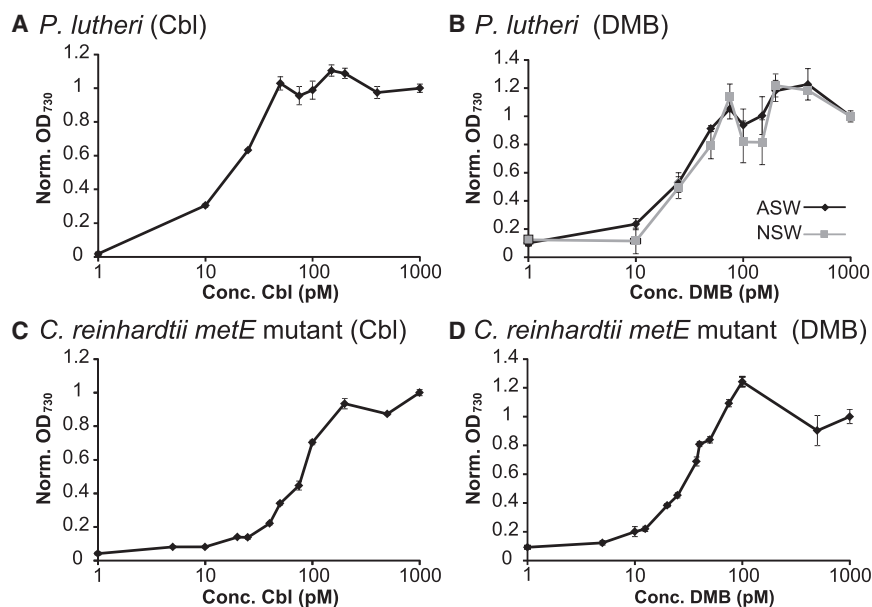 A P. lutheri (Cbl)
1.2
1
0.8
0.6
0.4
0.2
0
Norm. OD730
1 10 100 1000
Conc. Cbl (pM)
B P. lutheri (DMB)
1.4
1.2
1
0.8
0.6
0.4
0.2
0
Norm. OD730
ASW
NSW
1 10 100 1000
Conc. DMB (pM)
C C. reinhardtii metE mutant (Cbl)
1.2
1
0.8
0.6
0.4
0.2
0
Norm. OD730
1 10 100 1000
Conc. Cbl (pM)
D C. reinhardtii metE mutant (DMB)
1.4
1.2
1
0.8
0.6
0.4
0.2
0
Norm. OD730
1 10 100 1000
Conc. DMB (pM)